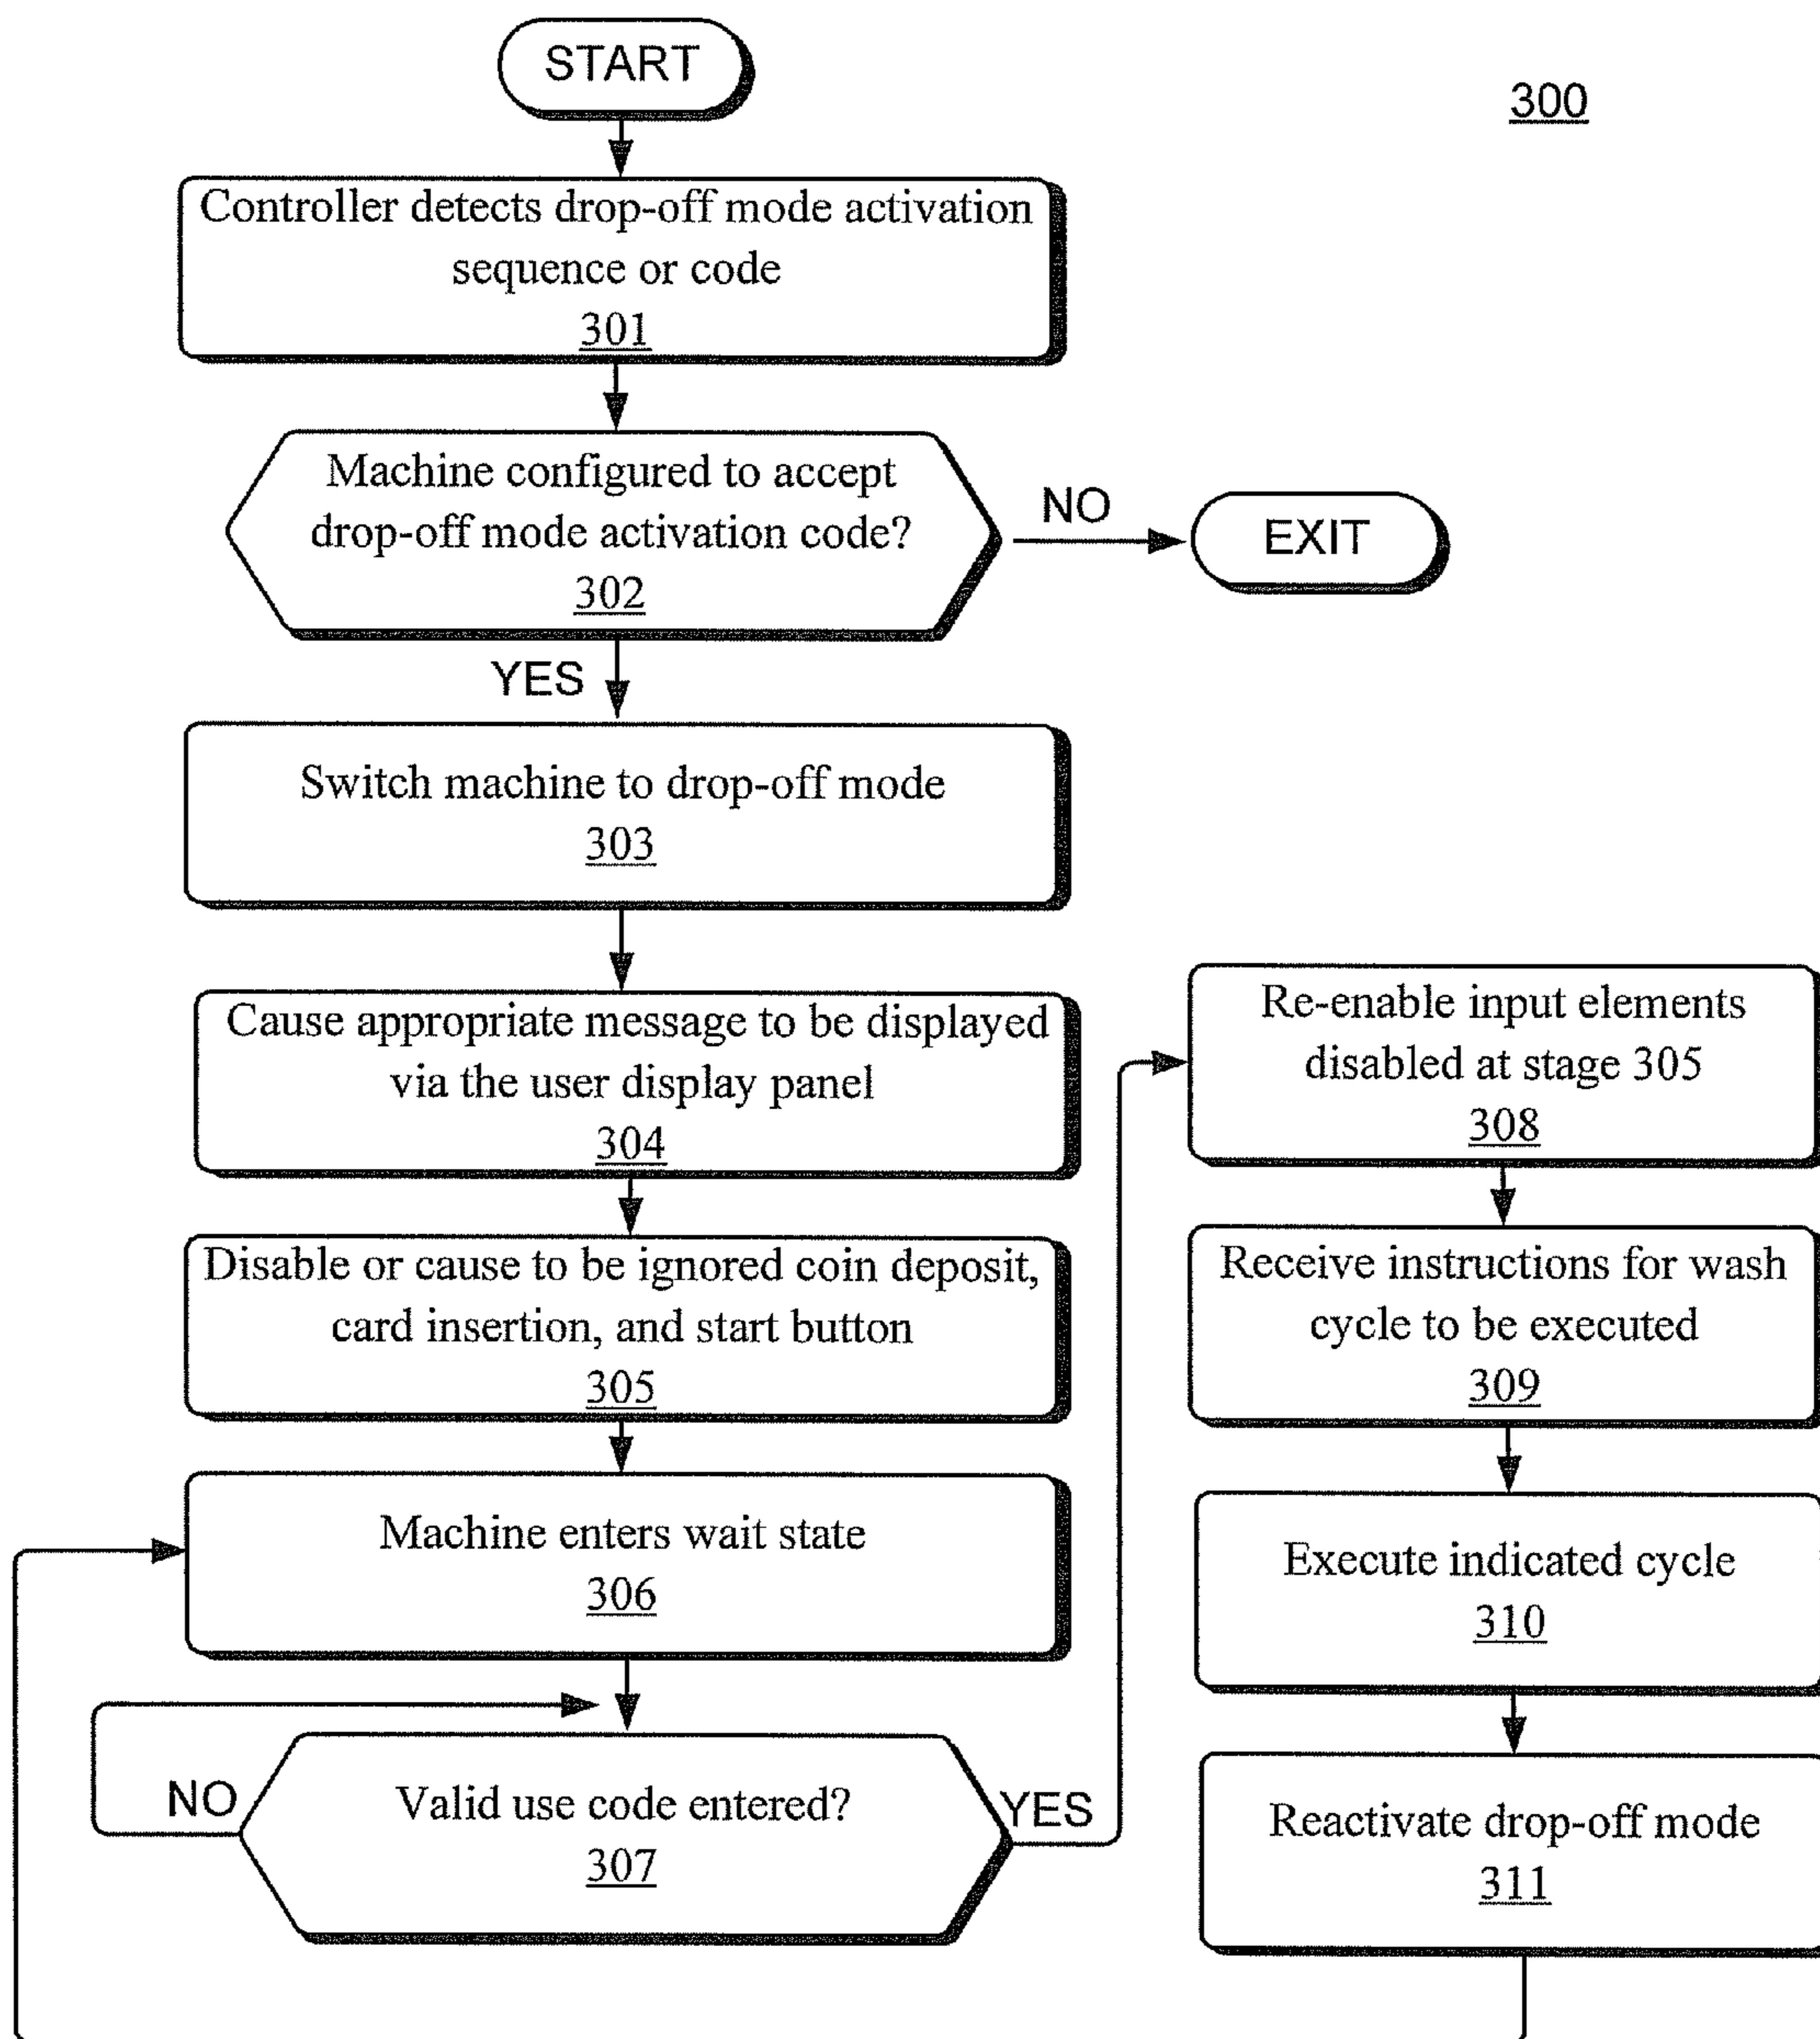 START
300
Controller detects drop-off mode activation
sequence or code
301
Machine configured to accept
drop-off mode activation code?
302
NO
EXIT
YES
Switch machine to drop-off mode
303
Cause appropriate message to be displayed
via the user display panel
304
Disable or cause to be ignored coin deposit,
card insertion, and start button
305
Machine enters wait state
306
NO
Valid use code entered?
307
YES
Re-enable input elements
disabled at stage 305
308
Receive instructions for wash
cycle to be executed
309
Execute indicated cycle
310
Reactivate drop-off mode
311